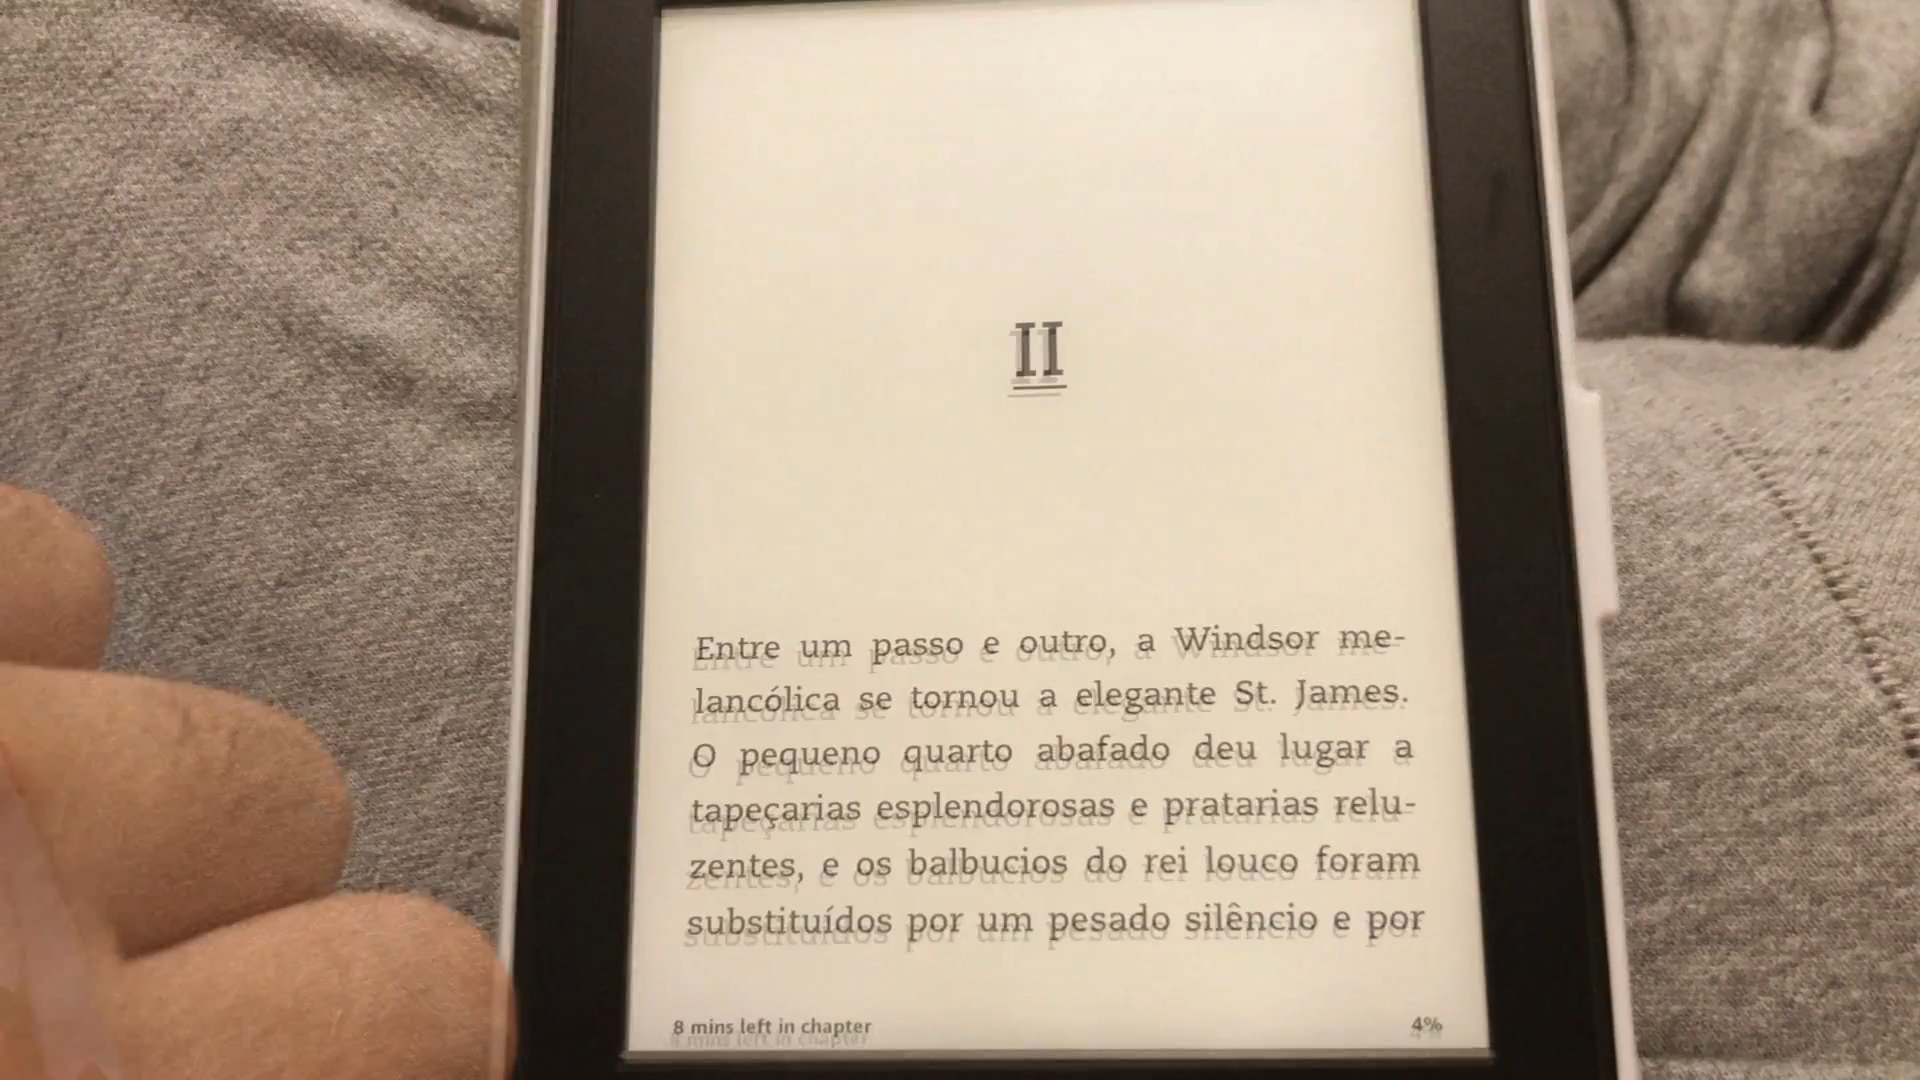 II
Entre um passo e outro, a Windsor me-
lancólica se tornou a elegante St. James.
O pequeno quarto abafado deu lugar a
tapeçarias esplendorosas e pratarias relu-
zentes, e os balbucios do rei louco foram
substituídos por um pesado silêncio e por
8 mins left in chapter 4%